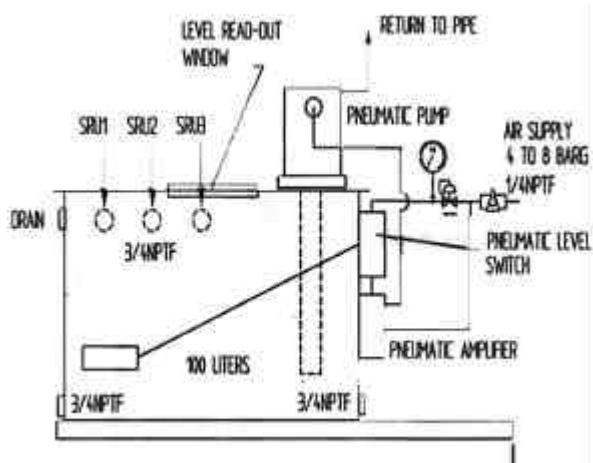 LEVEL READ-OUT
WINDOW
RETURN TO PIPE
SRU1
SRU2
SRU3
PNEUMATIC PUMP
AIR SUPPLY
4 TO 8 BARG
1/4NPTF
DRAIN
3/4NPTF
PNEUMATIC LEVEL
SWITCH
100 LITERS
PNEUMATIC AMPLIFIER
3/4NPTF
3/4NPTF